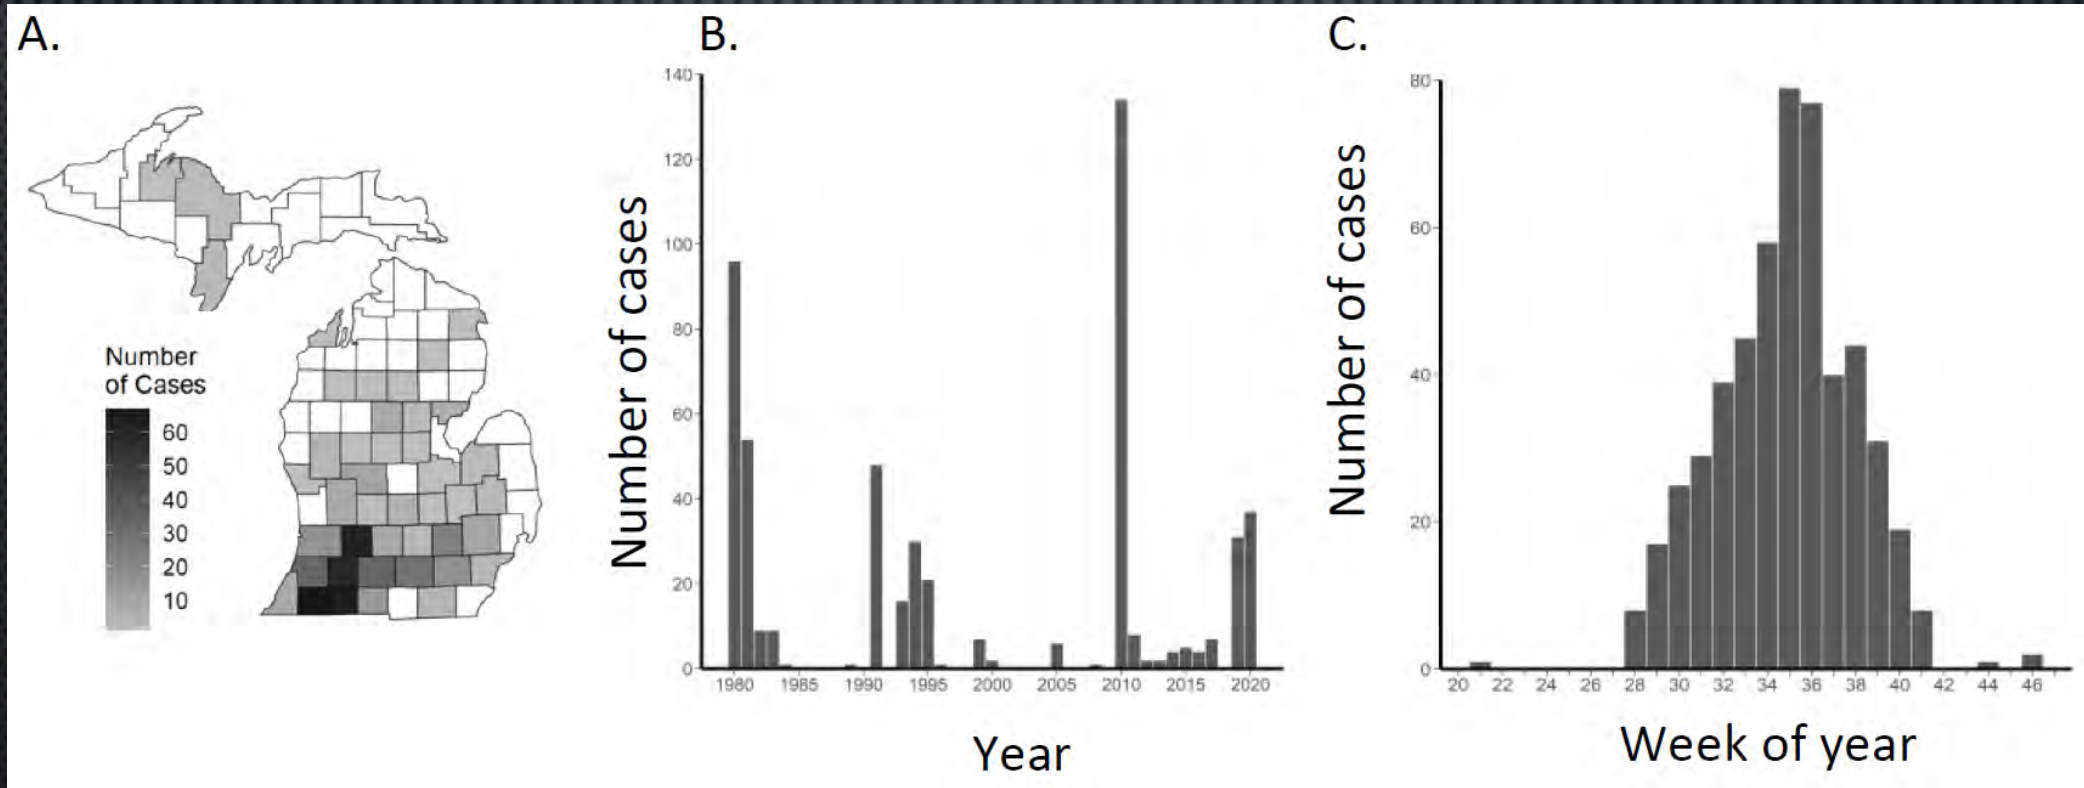 A.
B.
C.
Number
of Cases
60
50
40
30
20
10
Number of cases
140
120
100
80
60
40
20
0
1980 1985 1990 1995 2000 2005 2010 2015 2020
Year
Number of cases
80
60
40
20
0
20 22 24 26 28 30 32 34 36 38 40 42 44 46
Week of year